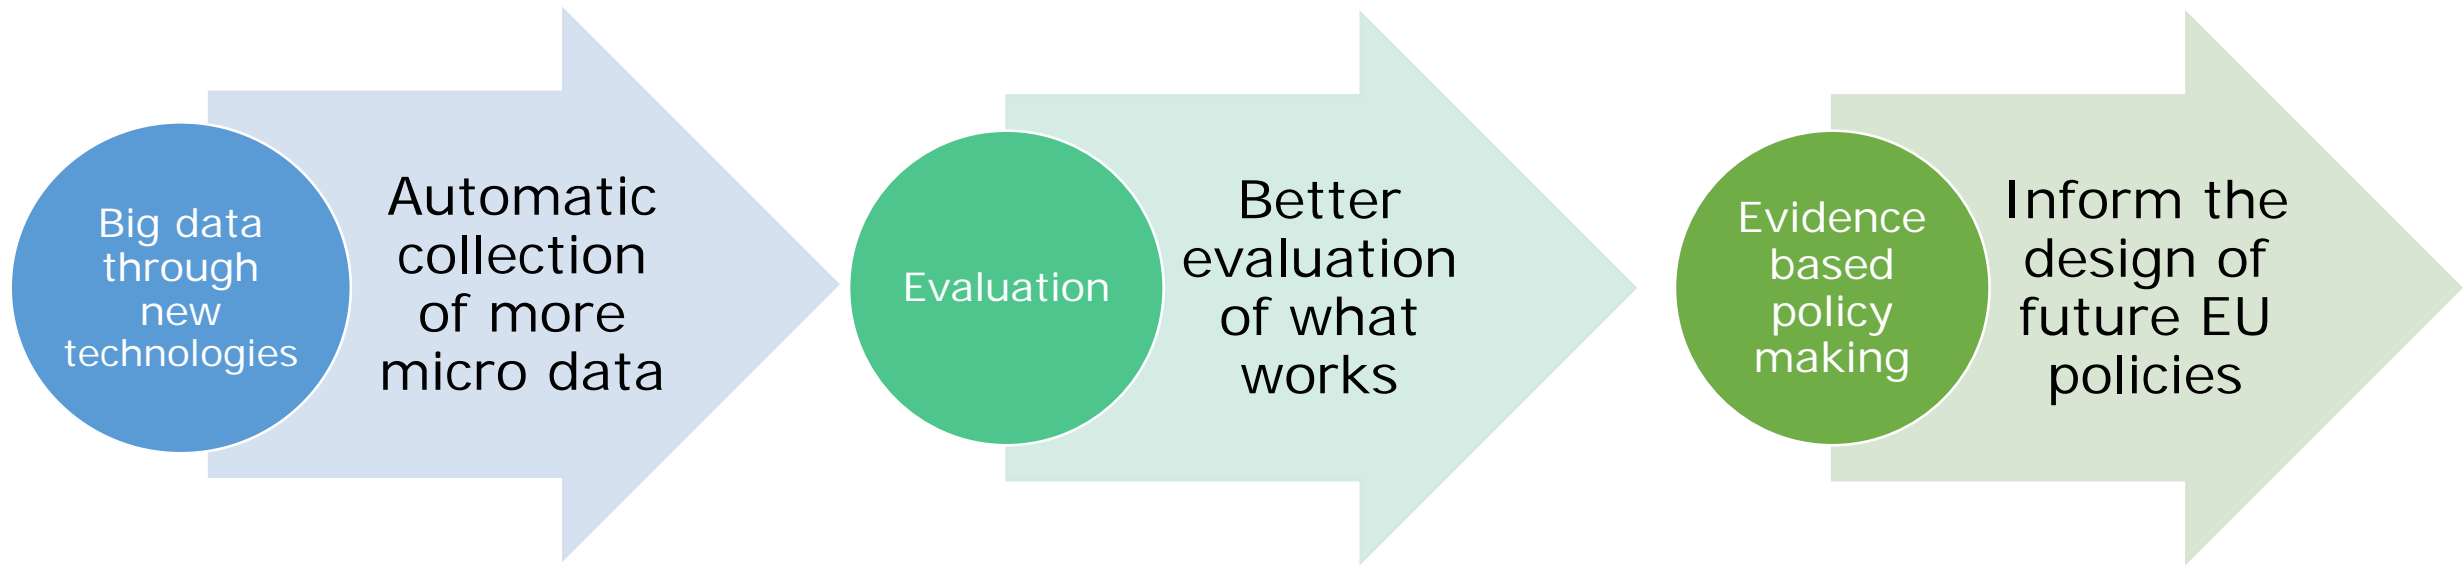 Big data
through
new
technologies
Automatic
collection
of more
micro data
Evaluation
Better
evaluation
of what
works
Evidence
based
policy
making
Inform the
design of
future EU
policies